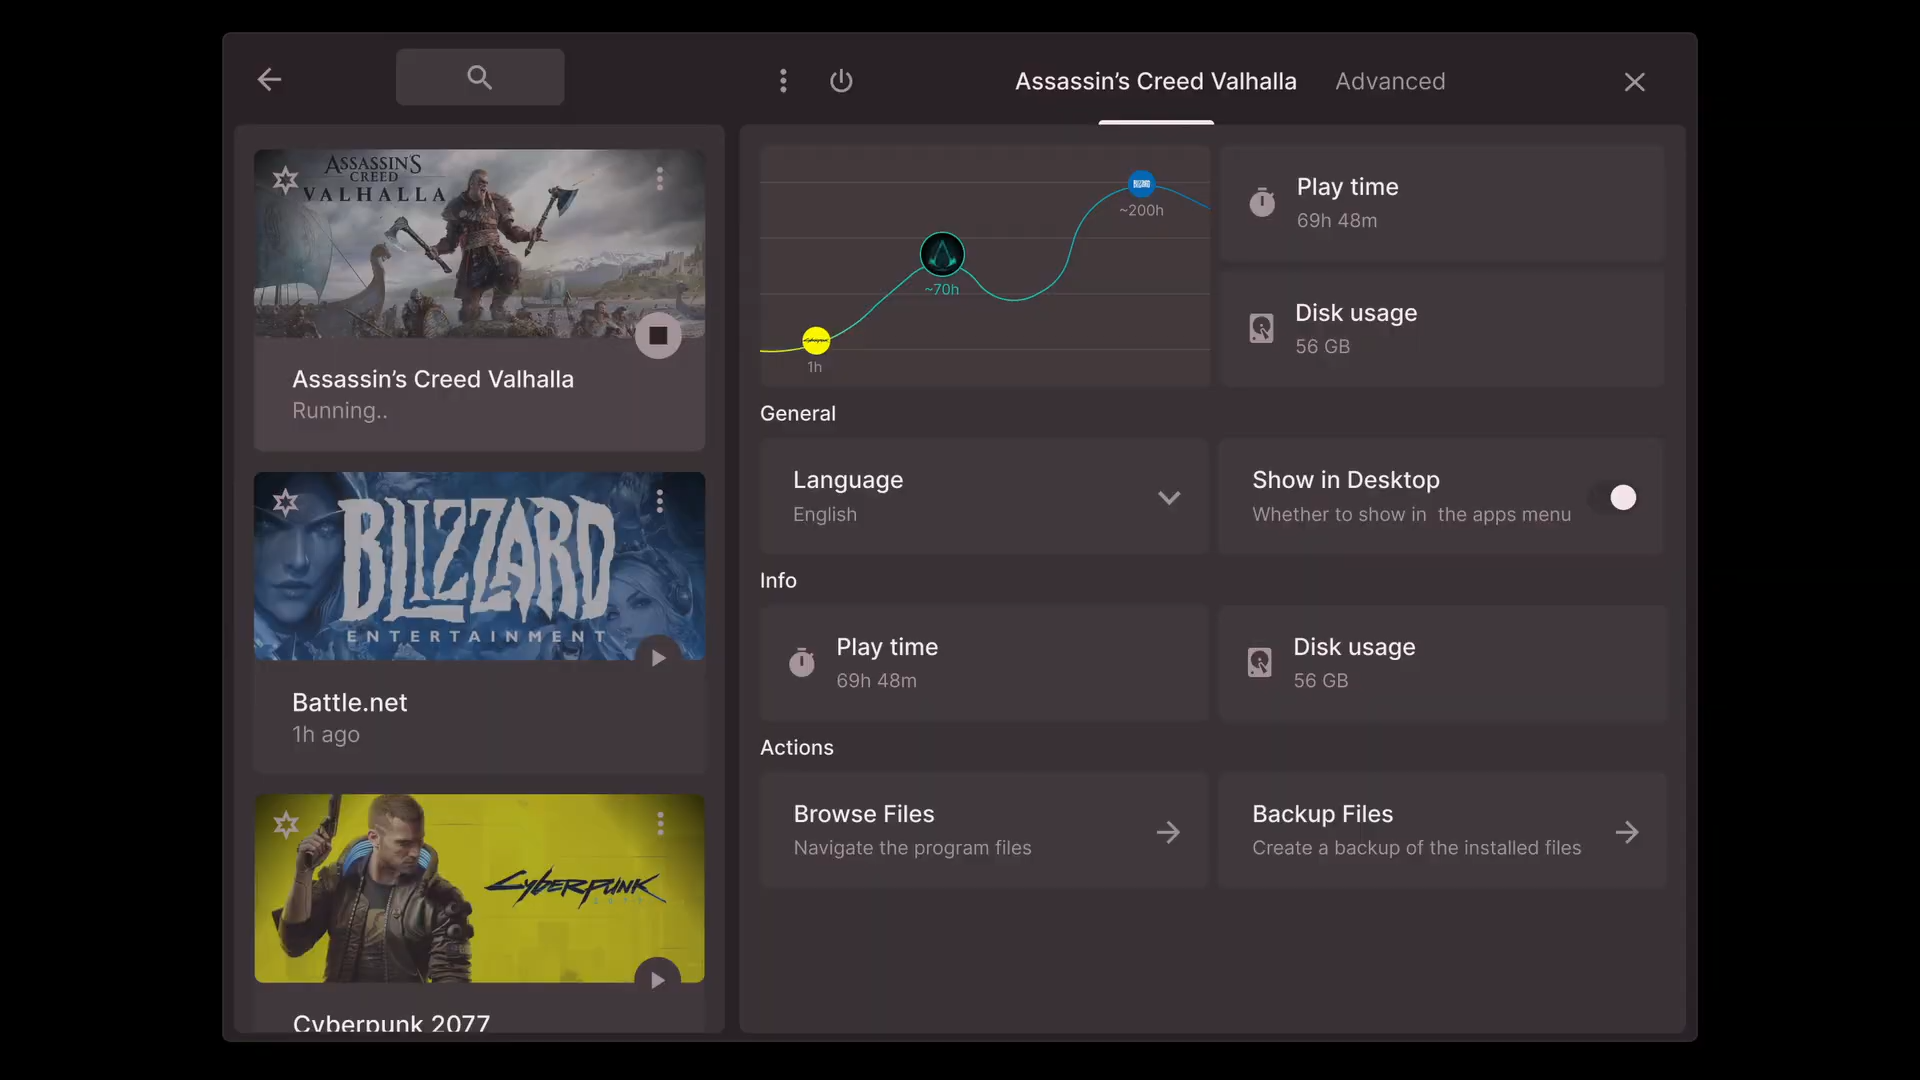 Assassin’s Creed Valhalla
Advanced
ASSASSIN'S
CREED
VALHALLA
Assassin’s Creed Valhalla
Running..
BLIZZARD
ENTERTAINMENT
Battle.net
1h ago
Cyberpunk
2077
Cyberpunk 2077
BLIZZARD
~200h
~70h
Cyberpunk
1h
Play time
69h 48m
Disk usage
56 GB
General
Language
English
Show in Desktop
Whether to show in  the apps menu
Info
Play time
69h 48m
Disk usage
56 GB
Actions
Browse Files
Navigate the program files
Backup Files
Create a backup of the installed files